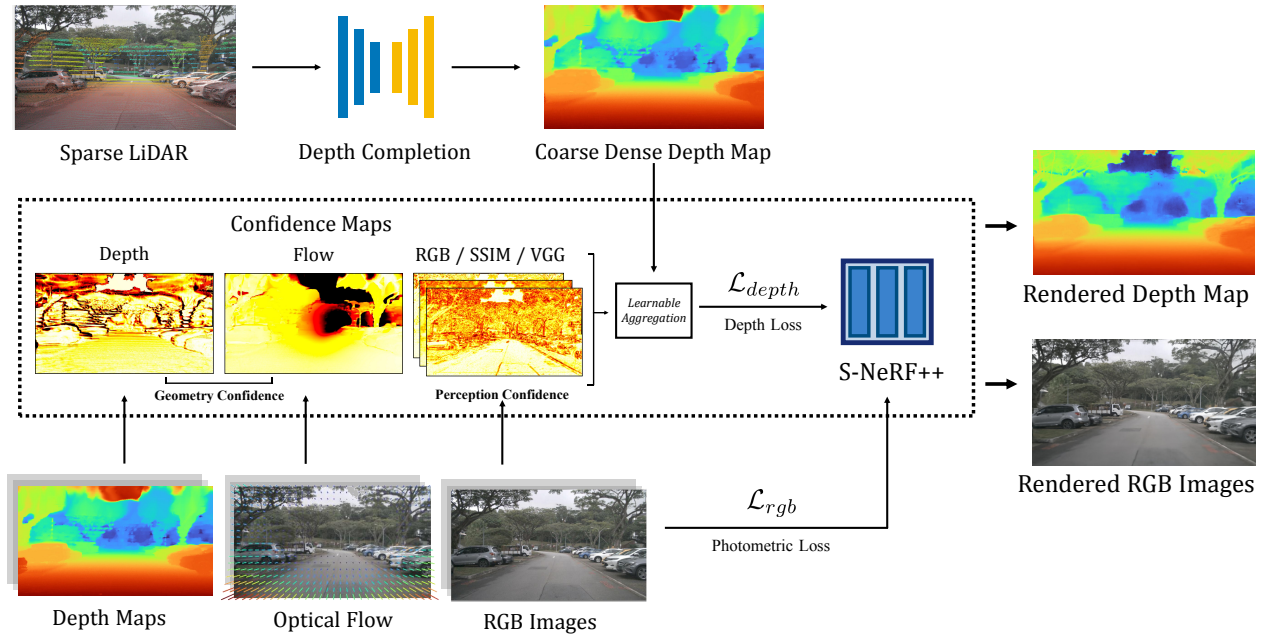 Sparse LiDAR
Depth Completion
Coarse Dense Depth Map
Confidence Maps
Depth
Flow
RGB / SSIM / VGG
Learnable
Aggregation
ℒ_depth
Depth Loss
S-NeRF++
Geometry Confidence
Perception Confidence
Rendered Depth Map
Rendered RGB Images
ℒ_rgb
Photometric Loss
Depth Maps
Optical Flow
RGB Images